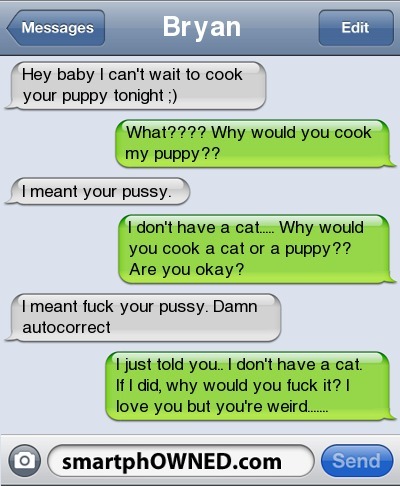 Messages
Bryan
Edit
Hey baby I can't wait to cook
your puppy tonight ;)
What???? Why would you cook
my puppy??
I meant your pussy.
I don't have a cat..... Why would
you cook a cat or a puppy??
Are you okay?
I meant fuck your pussy. Damn
autocorrect
I just told you.. I don't have a cat.
If I did, why would you fuck it? I
love you but you're weird.......
smartphOWNED.com
Send